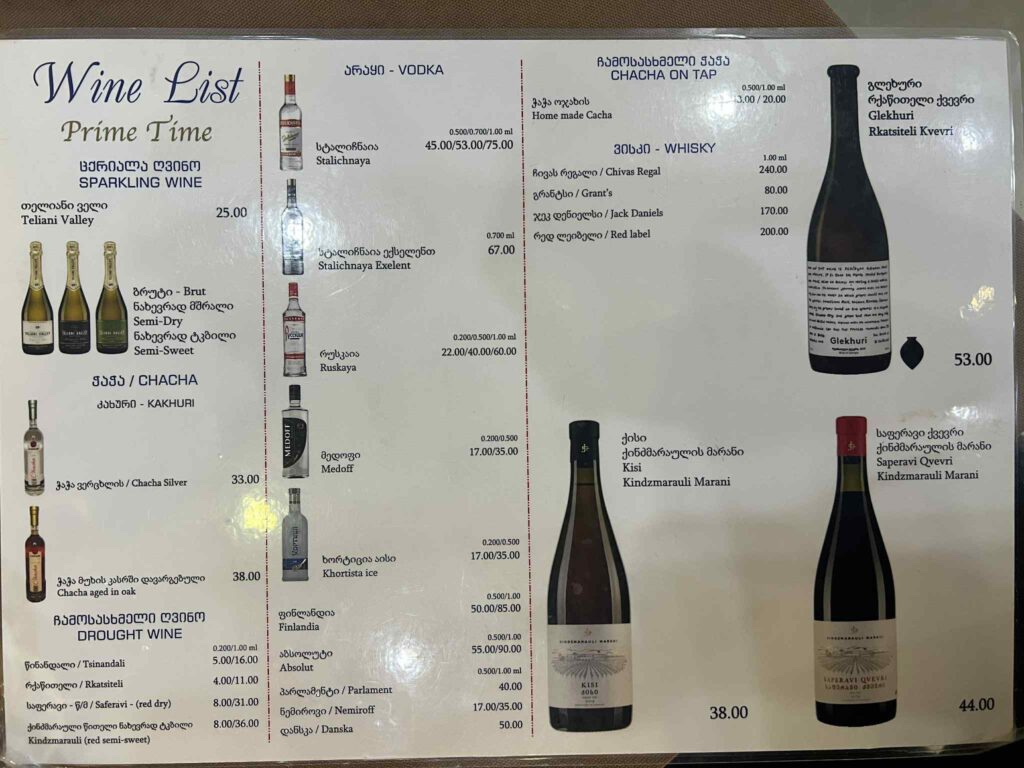 Wine List
Prime Time
ᲪᲥᲠᲘᲐᲚᲐ ᲦᲕᲘᲜᲝ
SPARKLING WINE
თელიანი ველი
Teliani Valley
25.00
ბრუტი - Brut
ნახევრად მშრალი
Semi-Dry
ნახევრად ტკბილი
Semi-Sweet
ᲭᲐᲭᲐ / CHACHA
ᲙᲐᲮᲣᲠᲘ - KAKHURI
ჭაჭა ვერცხლის / Chacha Silver 33.00
ჭაჭა მუხის კასრში დავარგებული 38.00
Chacha aged in oak
ᲩᲐᲛᲝᲡᲐᲡᲮᲛᲔᲚᲘ ᲦᲕᲘᲜᲝ
DROUGHT WINE
0.200/1.00 ml
წინანდალი / Tsinandali 5.00/16.00
რქაწითელი / Rkatsiteli 4.00/11.00
საფერავი - წ/მ / Saferavi - (red dry) 8.00/31.00
ქინძმარაული წითელი ნახევრად ტკბილი 8.00/36.00
Kindzmarauli (red semi-sweet)
ᲐᲠᲐᲧᲘ - VODKA
0.500/0.700/1.00 ml
სტალიჩნაია 45.00/53.00/75.00
Stalichnaya
0.700 ml
სტალიჩნაია ექსელენთ 67.00
Stalichnaya Exelent
0.200/0.500/1.00 ml
რუსკაია 22.00/40.00/60.00
Ruskaya
MEDOFF
0.200/0.500
მედოფი 17.00/35.00
Medoff
0.200/0.500
ხორტიცია აისი 17.00/35.00
Khortista ice
0.500/1.00
ფინლანდია 50.00/85.00
Finlandia
0.500/1.00
აბსოლუტი 55.00/90.00
Absolut
0.500/1.00 ml
პარლამენტი / Parlament 40.00
ნემიროვი / Nemiroff 17.00/35.00
დანსკა / Danska 50.00
ᲩᲐᲛᲝᲡᲐᲡᲮᲛᲔᲚᲘ ᲭᲐᲭᲐ
CHACHA ON TAP
0.500/1.00 ml
ჭაჭა ოჯახის / 20.00
Home made Cacha
ᲕᲘᲡᲙᲘ - WHISKY
1.00 ml
ჩივას რეგალი / Chivas Regal 240.00
გრანტსი / Grant's 80.00
ჯეკ დენიელსი / Jack Daniels 170.00
რედ ლეიბელი / Red label 200.00
გლეხური
რქაწითელი ქვევრი
Glekhuri
Rkatsiteli Kvevri
Glekhuri
53.00
ქისი
ქინძმარაულის მარანი
Kisi
Kindzmarauli Marani
KINDZMARAULI MARANI
KISI
ქისი
38.00
საფერავი ქვევრი
ქინძმარაულის მარანი
Saperavi Qvevri
Kindzmarauli Marani
KINDZMARAULI MARANI
SAPERAVI QVEVRI
44.00